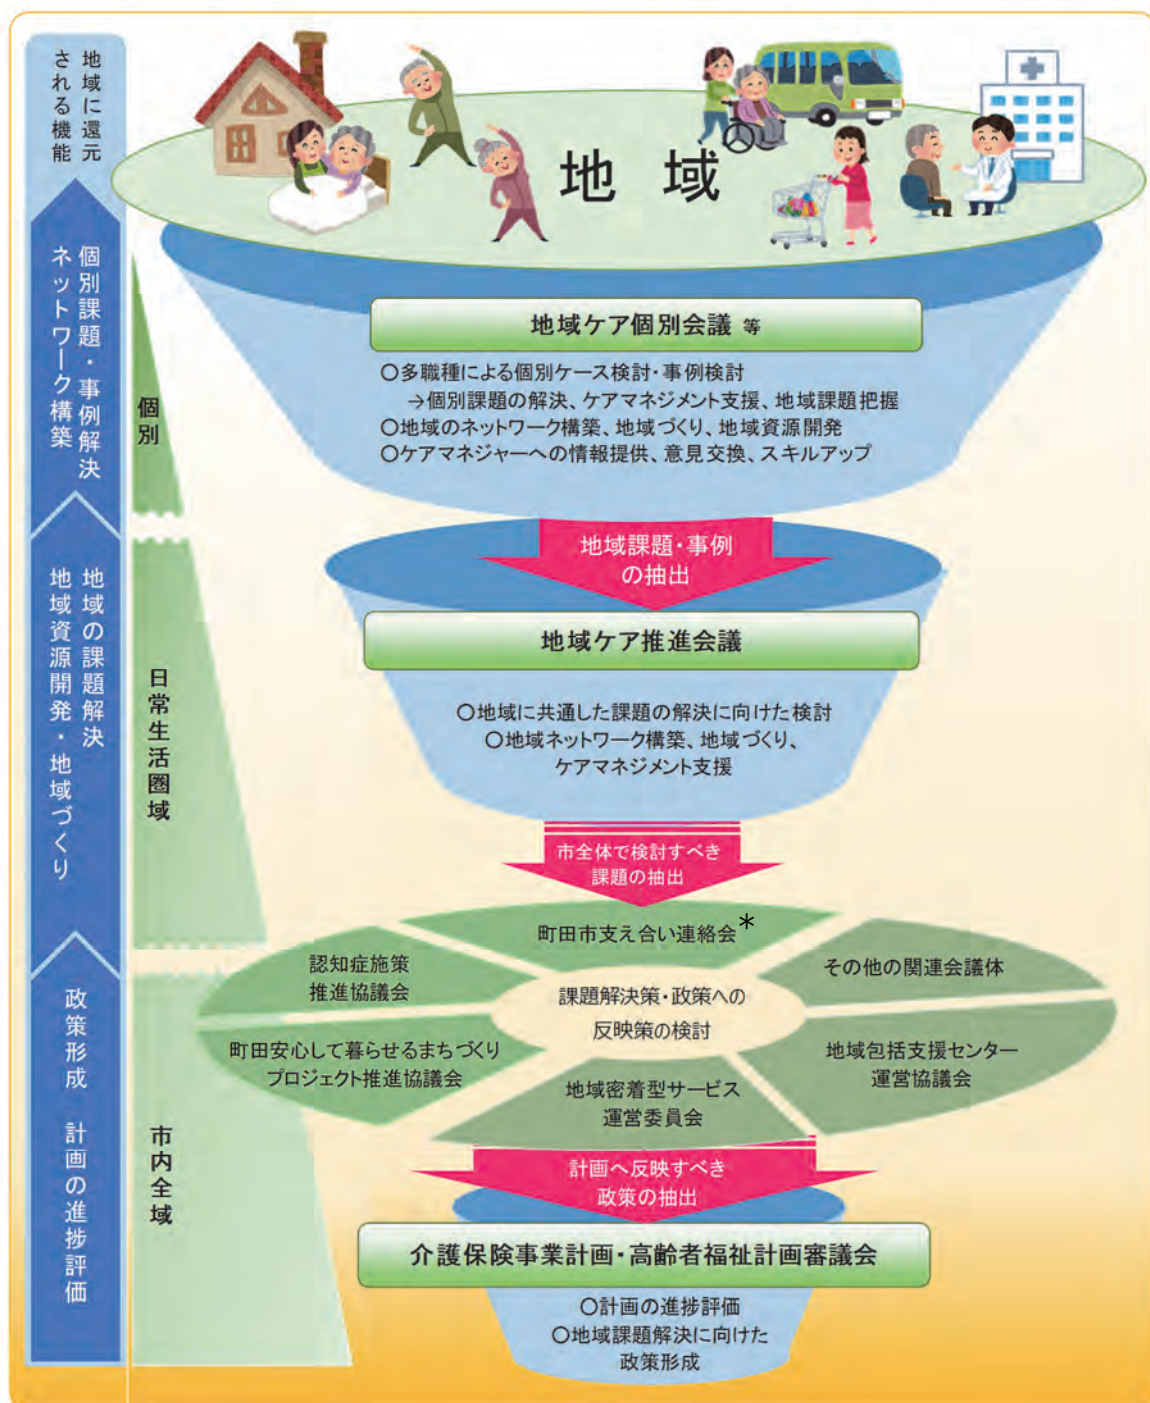 地域に還元
される機能
個別課題・事例解決
ネットワーク構築
地域の課題解決
地域資源開発・地域づくり
政策形成 計画の進捗評価
個別
日常生活圏域
市内全域
地域
地域ケア個別会議 等
〇多職種による個別ケース検討・事例検討
→個別課題の解決、ケアマネジメント支援、地域課題把握
〇地域のネットワーク構築、地域づくり、地域資源開発
〇ケアマネジャーへの情報提供、意見交換、スキルアップ
地域課題・事例
の抽出
地域ケア推進会議
〇地域に共通した課題の解決に向けた検討
〇地域ネットワーク構築、地域づくり、
ケアマネジメント支援
市全体で検討すべき
課題の抽出
町田市支え合い連絡会*
認知症施策
推進協議会
その他の関連会議体
課題解決策・政策への
反映策の検討
町田安心して暮らせるまちづくり
プロジェクト推進協議会
地域包括支援センター
運営協議会
地域密着型サービス
運営委員会
計画へ反映すべき
政策の抽出
介護保険事業計画・高齢者福祉計画審議会
〇計画の進捗評価
〇地域課題解決に向けた
政策形成